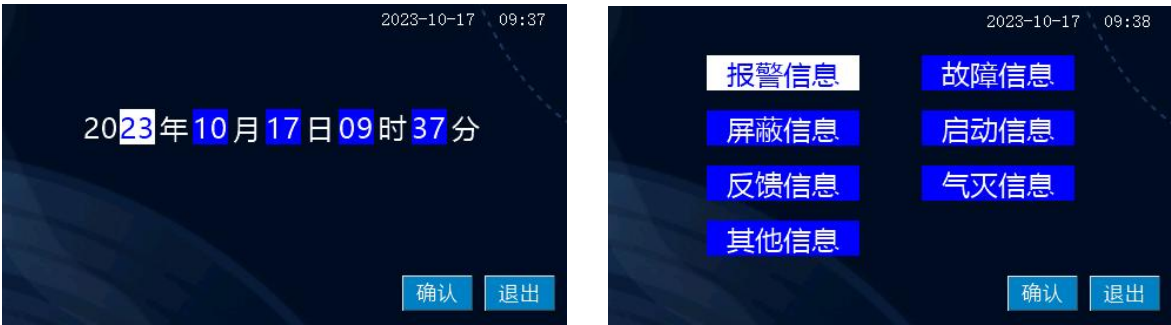 2023-10-17 09:37
2023年10月17日09时37分
确认 退出
2023-10-17 09:38
报警信息 故障信息
屏蔽信息 启动信息
反馈信息 气灭信息
其他信息
确认 退出